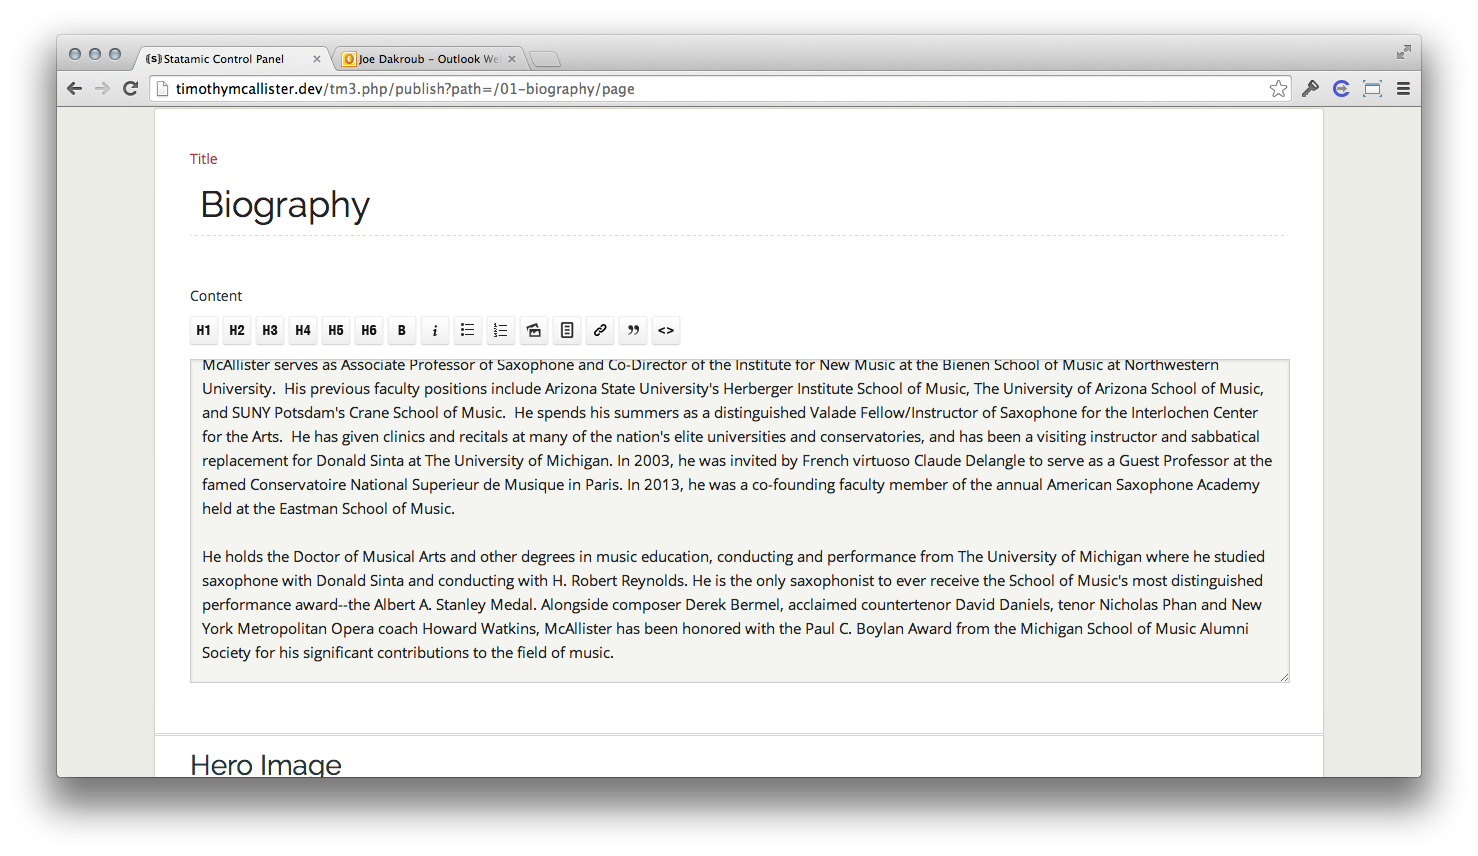 (s) Statamic Control Panel
Joe Dakroub – Outlook We
timothymcallister.dev/tm3.php/publish?path=/01-biography/page
Title
Biography
Content
H1 H2 H3 H4 H5 H6 B i ” <>
McAllister serves as Associate Professor of Saxophone and Co-Director of the Institute for New Music at the Bienen School of Music at Northwestern
University.  His previous faculty positions include Arizona State University's Herberger Institute School of Music, The University of Arizona School of Music,
and SUNY Potsdam's Crane School of Music.  He spends his summers as a distinguished Valade Fellow/Instructor of Saxophone for the Interlochen Center
for the Arts.  He has given clinics and recitals at many of the nation's elite universities and conservatories, and has been a visiting instructor and sabbatical
replacement for Donald Sinta at The University of Michigan. In 2003, he was invited by French virtuoso Claude Delangle to serve as a Guest Professor at the
famed Conservatoire National Superieur de Musique in Paris. In 2013, he was a co-founding faculty member of the annual American Saxophone Academy
held at the Eastman School of Music.
He holds the Doctor of Musical Arts and other degrees in music education, conducting and performance from The University of Michigan where he studied
saxophone with Donald Sinta and conducting with H. Robert Reynolds. He is the only saxophonist to ever receive the School of Music's most distinguished
performance award--the Albert A. Stanley Medal. Alongside composer Derek Bermel, acclaimed countertenor David Daniels, tenor Nicholas Phan and New
York Metropolitan Opera coach Howard Watkins, McAllister has been honored with the Paul C. Boylan Award from the Michigan School of Music Alumni
Society for his significant contributions to the field of music.
Hero Image